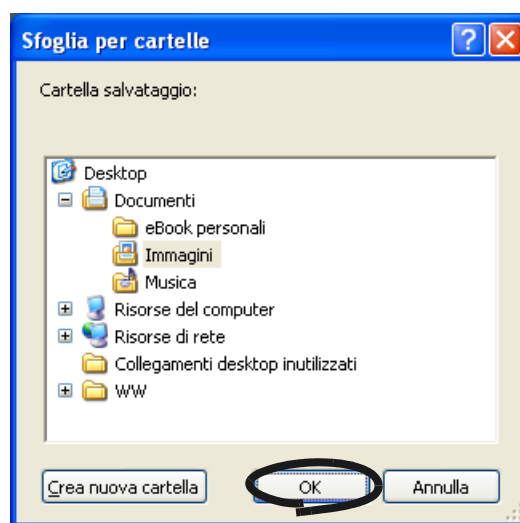 Sfoglia per cartelle
Cartella salvataggio:
Desktop
Documenti
eBook personali
Immagini
Musica
Risorse del computer
Risorse di rete
Collegamenti desktop inutilizzati
WW
Crea nuova cartella OK Annulla